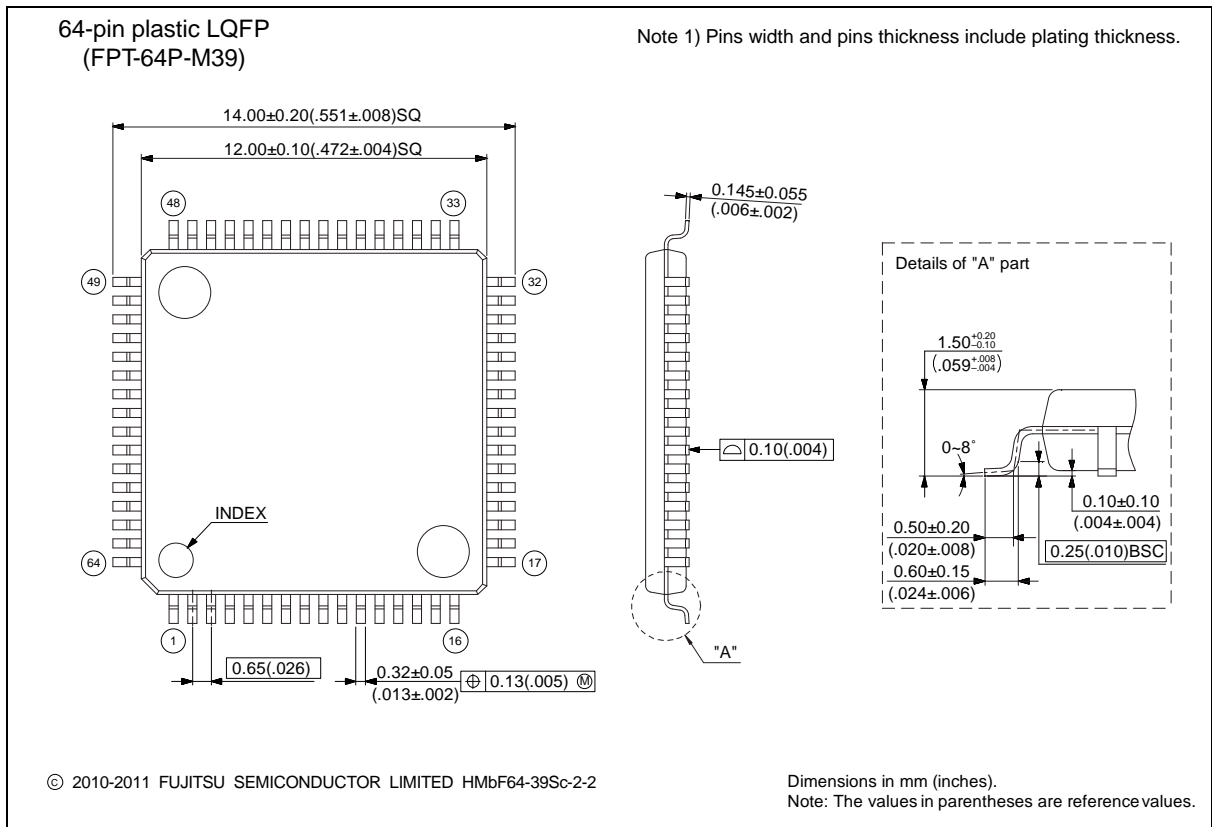 64-pin plastic LQFP
(FPT-64P-M39)
Note 1) Pins width and pins thickness include plating thickness.
14.00±0.20(.551±.008)SQ
12.00±0.10(.472±.004)SQ
48
33
49
32
INDEX
64
17
1
16
0.65(.026)
0.32±0.05
(.013±.002)
⌖ 0.13(.005) Ⓜ
0.145±0.055
(.006±.002)
⌓ 0.10(.004)
"A"
Details of "A" part
1.50 +0.20 –0.10
(.059 +.008 –.004)
0~8°
0.50±0.20
(.020±.008)
0.60±0.15
(.024±.006)
0.10±0.10
(.004±.004)
0.25(.010)BSC
© 2010-2011 FUJITSU SEMICONDUCTOR LIMITED HMbF64-39Sc-2-2
Dimensions in mm (inches).
Note: The values in parentheses are reference values.